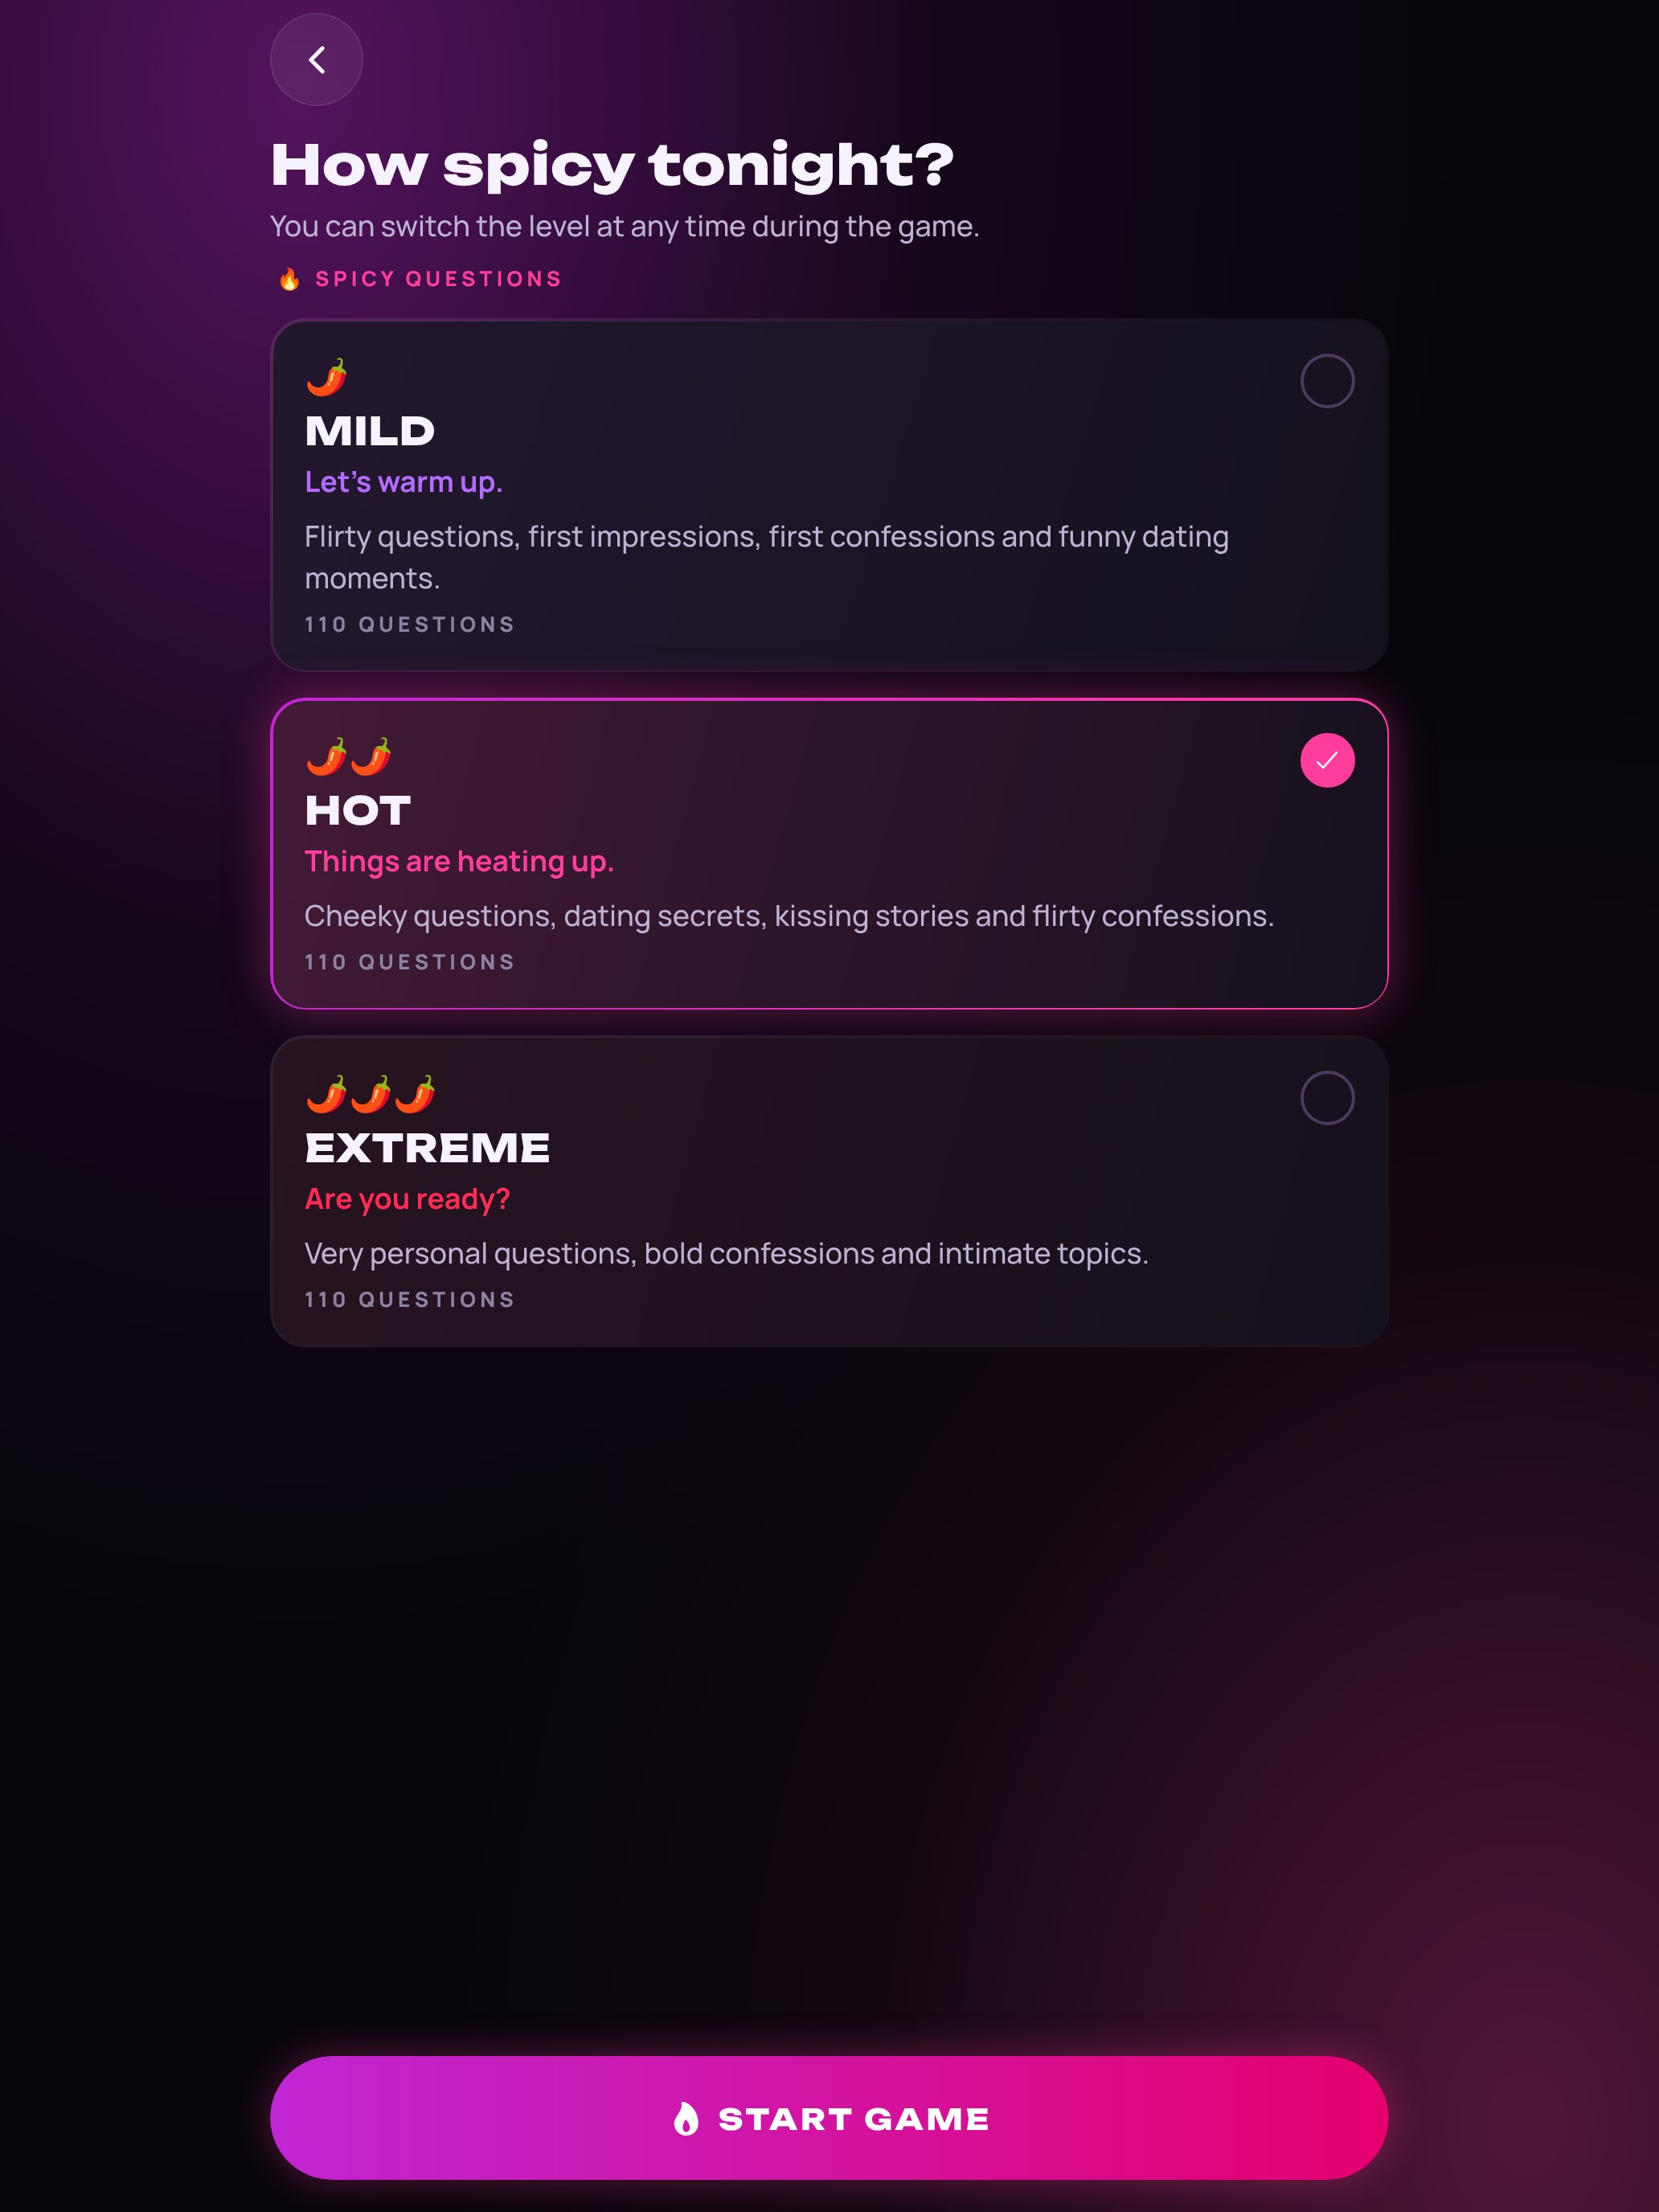 How spicy tonight?
You can switch the level at any time during the game.
🔥 SPICY QUESTIONS
🌶️
MILD
Let's warm up.
Flirty questions, first impressions, first confessions and funny dating
moments.
110 QUESTIONS
🌶️🌶️
HOT
Things are heating up.
Cheeky questions, dating secrets, kissing stories and flirty confessions.
110 QUESTIONS
🌶️🌶️🌶️
EXTREME
Are you ready?
Very personal questions, bold confessions and intimate topics.
110 QUESTIONS
START GAME